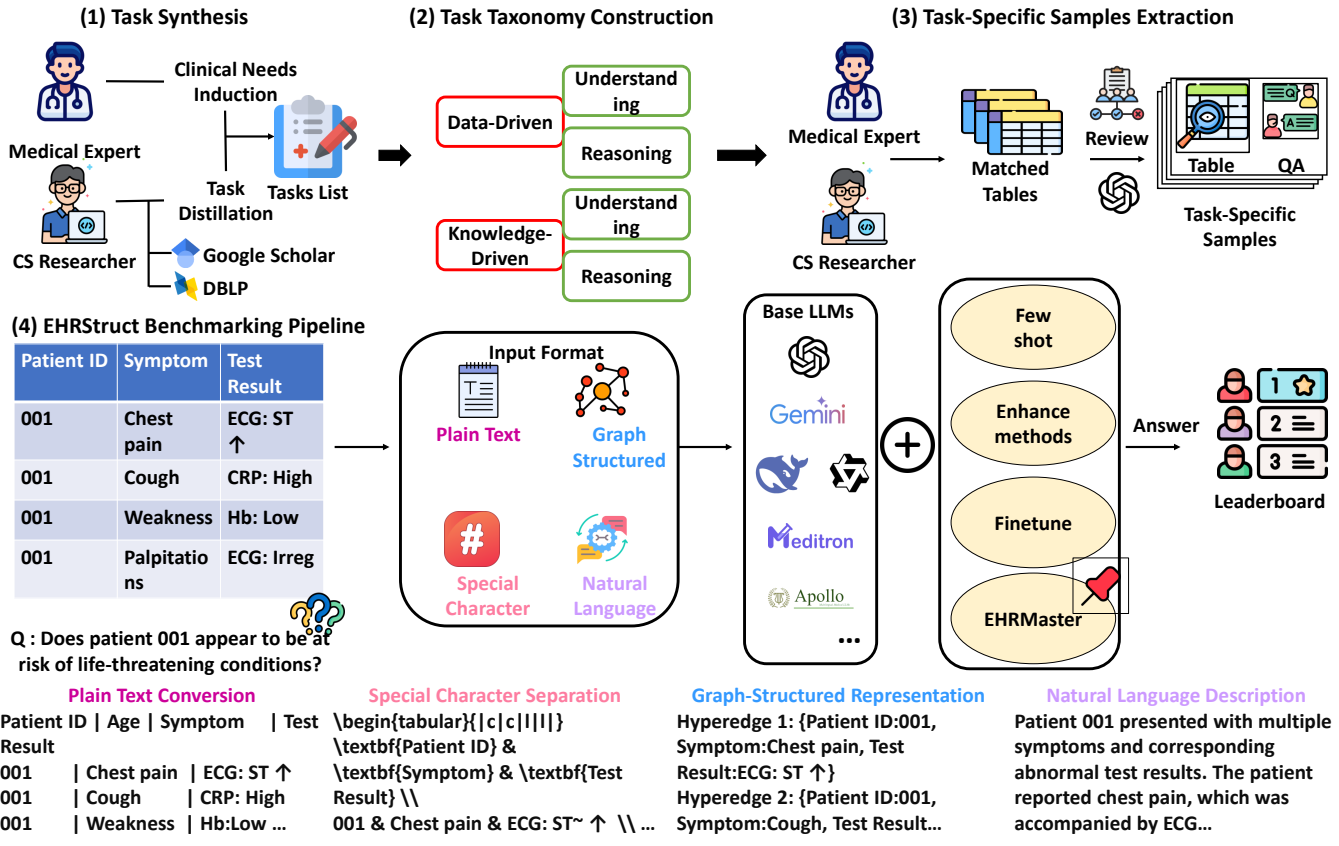 (1) Task Synthesis
Clinical Needs
Induction
Medical Expert
Task
Distillation
Tasks List
CS Researcher
Google Scholar
DBLP
(2) Task Taxonomy Construction
Data-Driven
Understand
ing
Reasoning
Knowledge-
Driven
Understand
ing
Reasoning
(3) Task-Specific Samples Extraction
Medical Expert
CS Researcher
Matched
Tables
Review
Q
A
Table
QA
Task-Specific
Samples
(4) EHRStruct Benchmarking Pipeline
Patient ID
Symptom
Test
Result
001
Chest
pain
ECG: ST
↑
001
Cough
CRP: High
001
Weakness
Hb: Low
001
Palpitatio
ns
ECG: Irreg
Q : Does patient 001 appear to be at
risk of life-threatening conditions?
Input Format
T
Plain Text
Graph
Structured
#
Special
Character
Natural
Language
Base LLMs
Gemini
Meditron
Apollo
...
Few
shot
Enhance
methods
Finetune
EHRMaster
Answer
1
2
3
Leaderboard
Plain Text Conversion
Patient ID | Age | Symptom | Test
Result
001 | Chest pain | ECG: ST ↑
001 | Cough | CRP: High
001 | Weakness | Hb:Low ...
Special Character Separation
\begin{tabular}{|c|c|l|l|}
\textbf{Patient ID} &
\textbf{Symptom} & \textbf{Test
Result} \\
001 & Chest pain & ECG: ST~ ↑ \\ ...
Graph-Structured Representation
Hyperedge 1: {Patient ID:001,
Symptom:Chest pain, Test
Result:ECG: ST ↑}
Hyperedge 2: {Patient ID:001,
Symptom:Cough, Test Result...
Natural Language Description
Patient 001 presented with multiple
symptoms and corresponding
abnormal test results. The patient
reported chest pain, which was
accompanied by ECG...